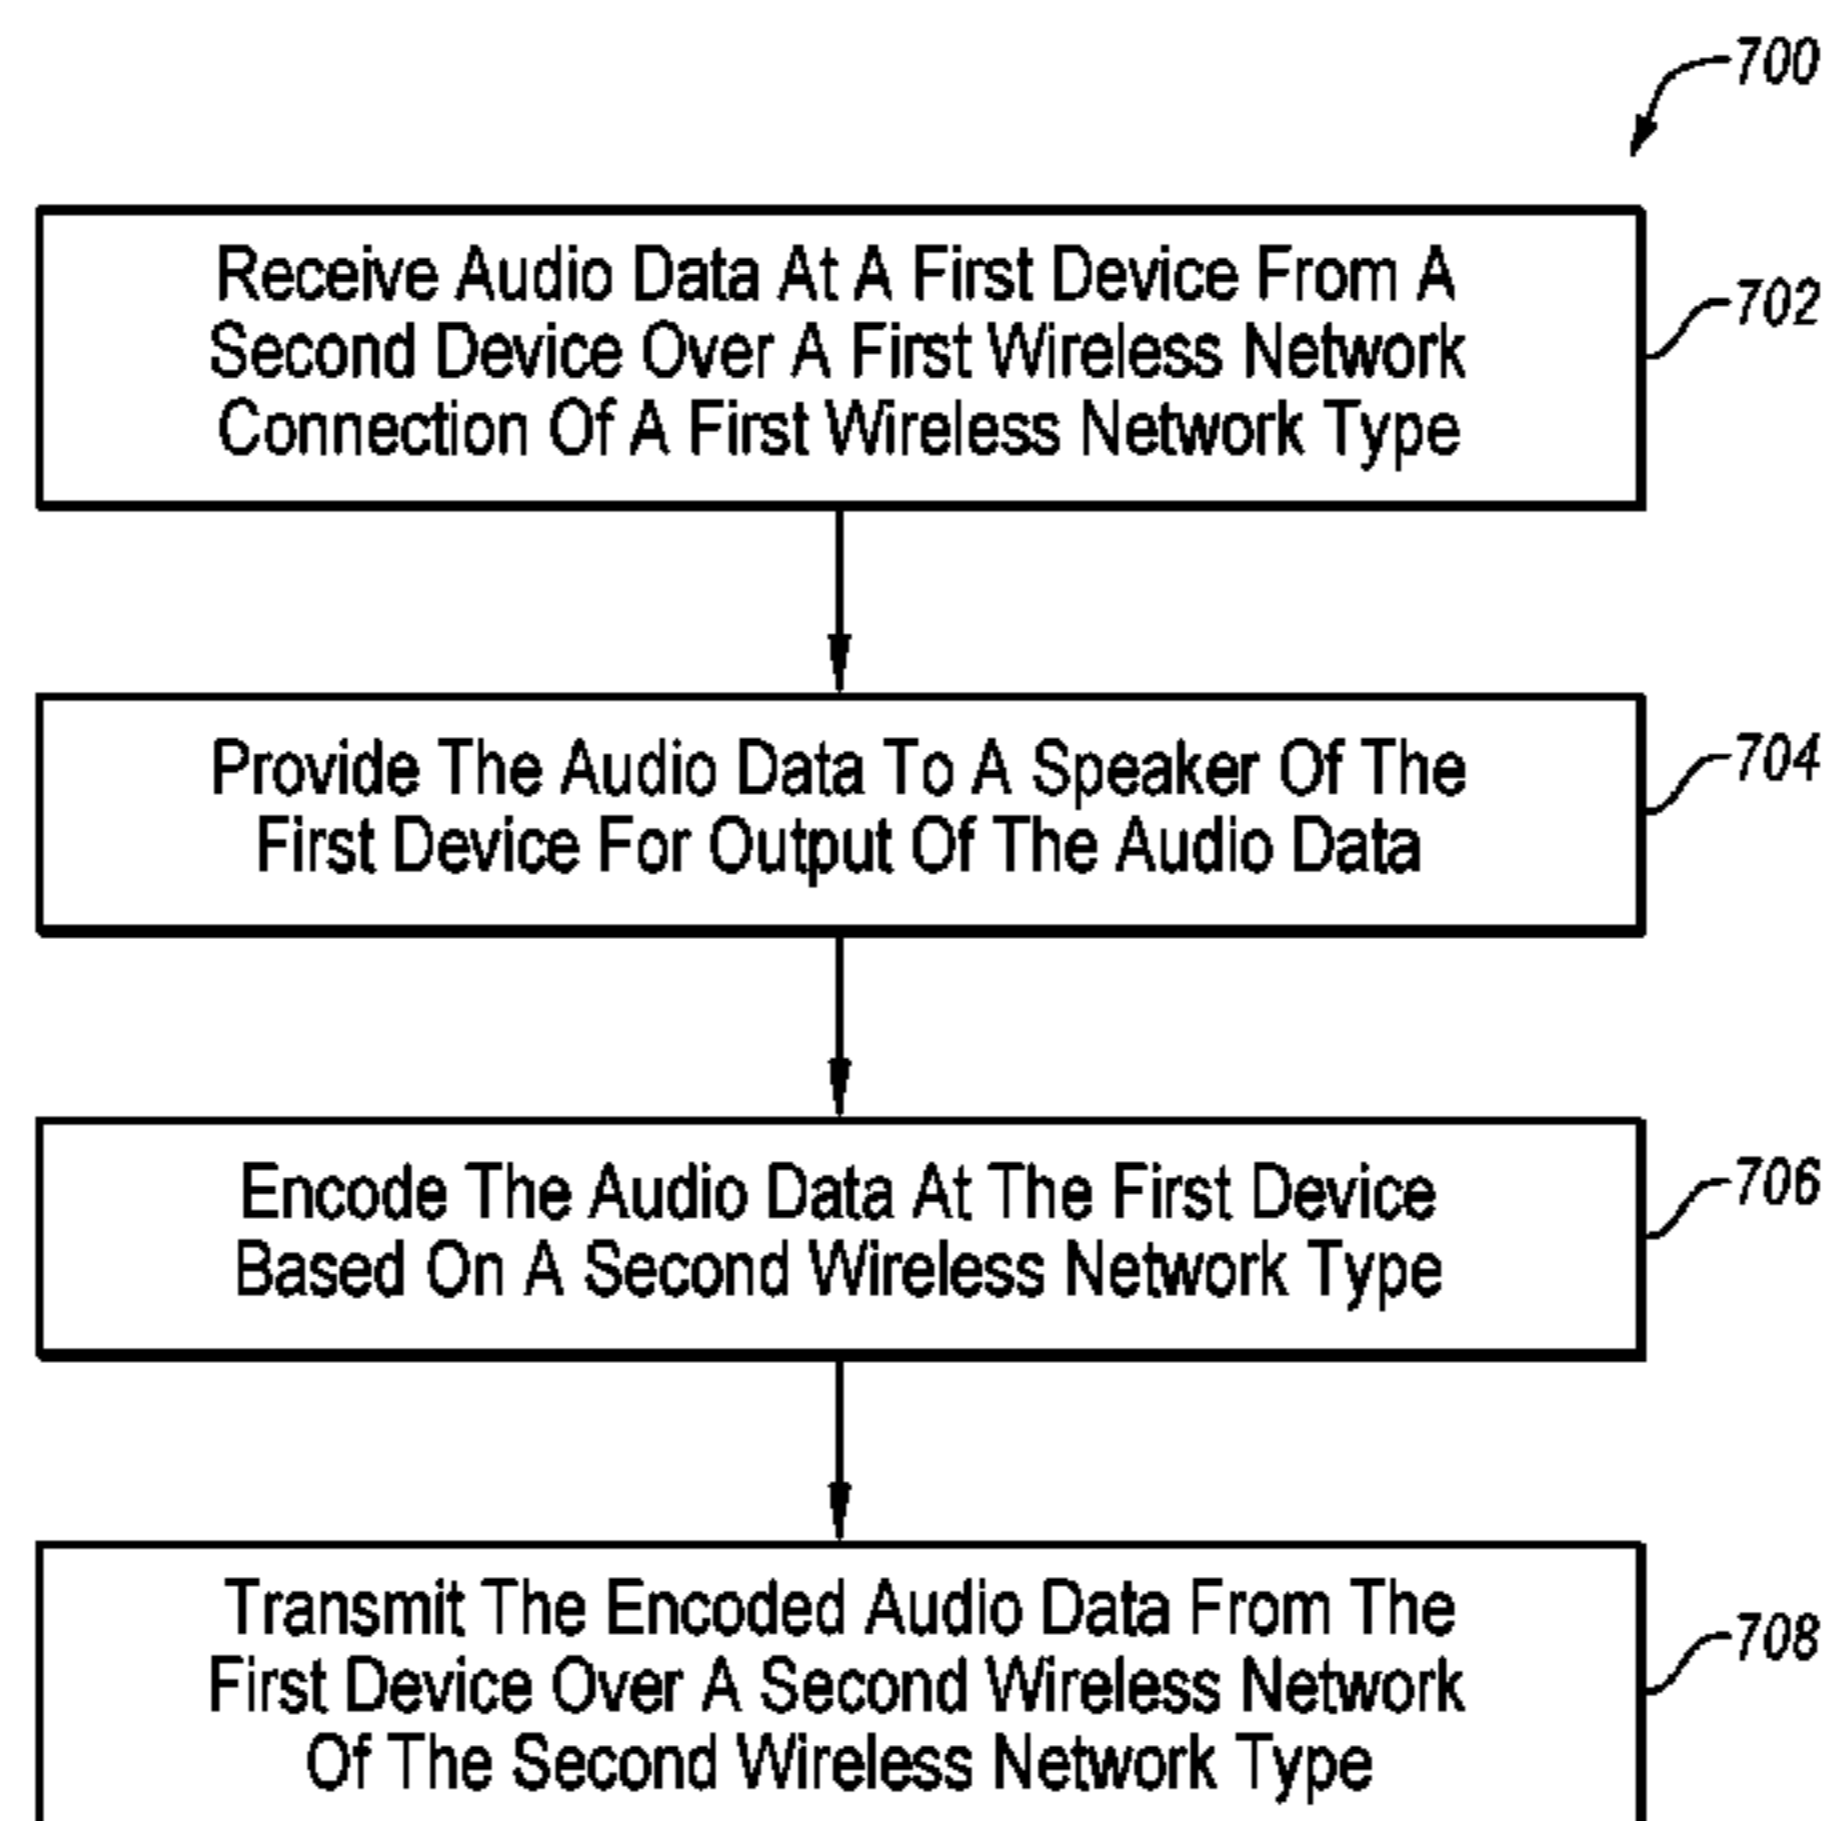 700
Receive Audio Data At A First Device From A
Second Device Over A First Wireless Network
Connection Of A First Wireless Network Type
702
Provide The Audio Data To A Speaker Of The
First Device For Output Of The Audio Data
704
Encode The Audio Data At The First Device
Based On A Second Wireless Network Type
706
Transmit The Encoded Audio Data From The
First Device Over A Second Wireless Network
Of The Second Wireless Network Type
708